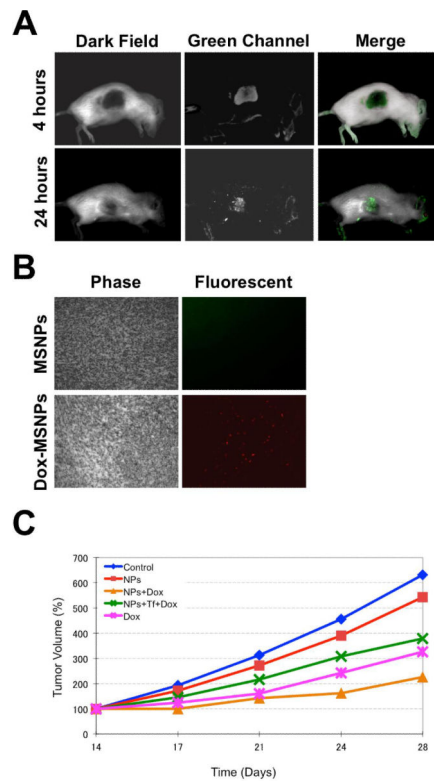 A
Dark Field Green Channel Merge
4 hours
24 hours
B
Phase Fluorescent
MSNPs
Dox-MSNPs
C
Control
NPs
NPs+Dox
NPs+Tf+Dox
Dox
Tumor Volume (%)
700
600
500
400
300
200
100
0
14 17 21 24 28
Time (Days)